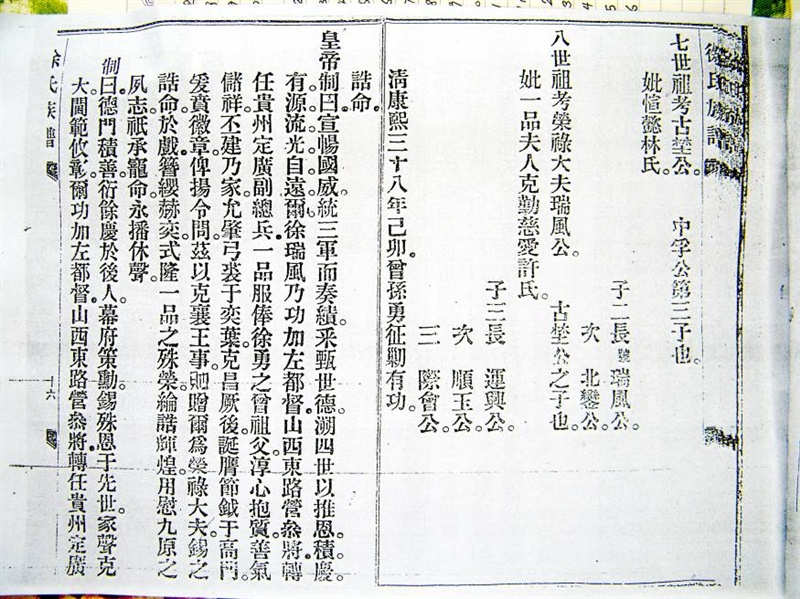 徐氏族譜
七世祖考古塋公。 中孚公第三子也。
妣愃懿林氏。
子二長號瑞風公。
次 北鑾公。
八世祖考榮祿大夫瑞風公。 古塋公之子也。
妣一品夫人克勤慈愛許氏。
子三長 運興公。
次 順玉公。
三 際會公。
清康熙三十八年己卯曾孫勇征剿有功。
誥命。
皇帝制曰宣暢國威統三軍而奏績。釆甄世德溯四世以推恩。積慶
有源流光自遠爾徐瑞風乃功加左都督山西東路營叅將轉
任貴州定廣副總兵一品服俸徐勇之曾祖父淳心抱質善氣
儲祥丕建乃家允肇弓裘于奕葉克昌厥後誕膺節鉞于高門。
爰賁徽章俾揚令問。茲以克襄王事貤贈爾爲榮祿大夫錫之
誥命於戲簪纓赫奕式隆一品之殊榮綸誥輝煌用慰九原之
夙志祇承寵命永播休聲。
制曰德門積善衍餘慶於後人。幕府策勳錫殊恩于先世。家聲克
大閫範攸彰爾功加左都督山西東路營叅將轉任貴州定廣
徐氏族譜
十六